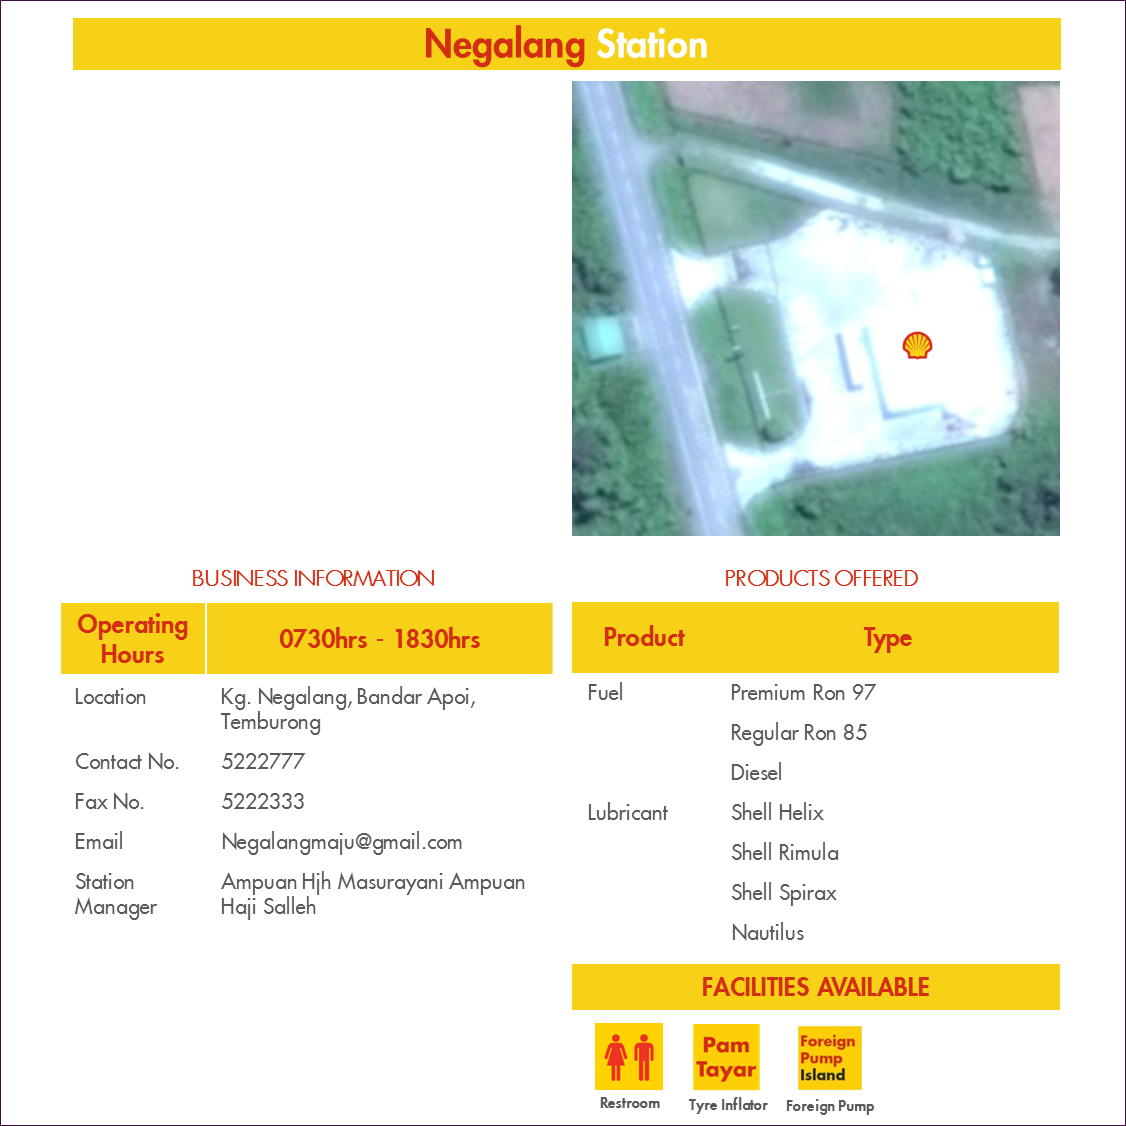 Negalang Station
BUSINESS INFORMATION
Operating
Hours
0730hrs - 1830hrs
Location
Kg. Negalang, Bandar Apoi,
Temburong
Contact No.
5222777
Fax No.
5222333
Email
Negalangmaju@gmail.com
Station
Manager
Ampuan Hjh Masurayani Ampuan
Haji Salleh
PRODUCTS OFFERED
Product
Type
Fuel
Premium Ron 97
Regular Ron 85
Diesel
Lubricant
Shell Helix
Shell Rimula
Shell Spirax
Nautilus
FACILITIES AVAILABLE
Restroom
Pam
Tayar
Tyre Inflator
Foreign
Pump
Island
Foreign Pump